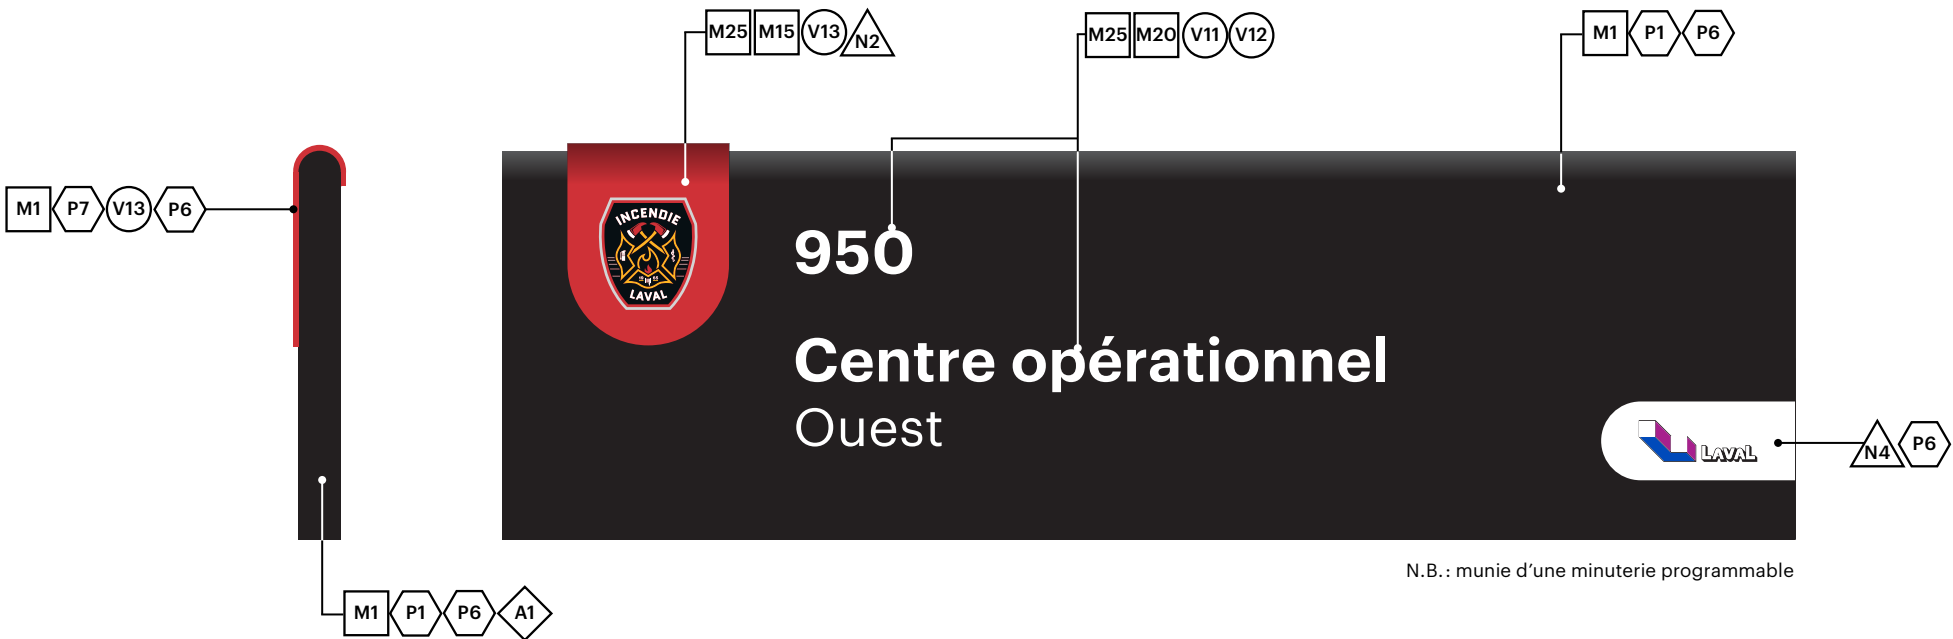 M25 M15 V13 N2
M25 M20 V11 V12
M1 P1 P6
M1 P7 V13 P6
INCENDIE
LAVAL
950
Centre opérationnel
Ouest
LAVAL
N4 P6
N.B. : munie d’une minuterie programmable
M1 P1 P6 A1